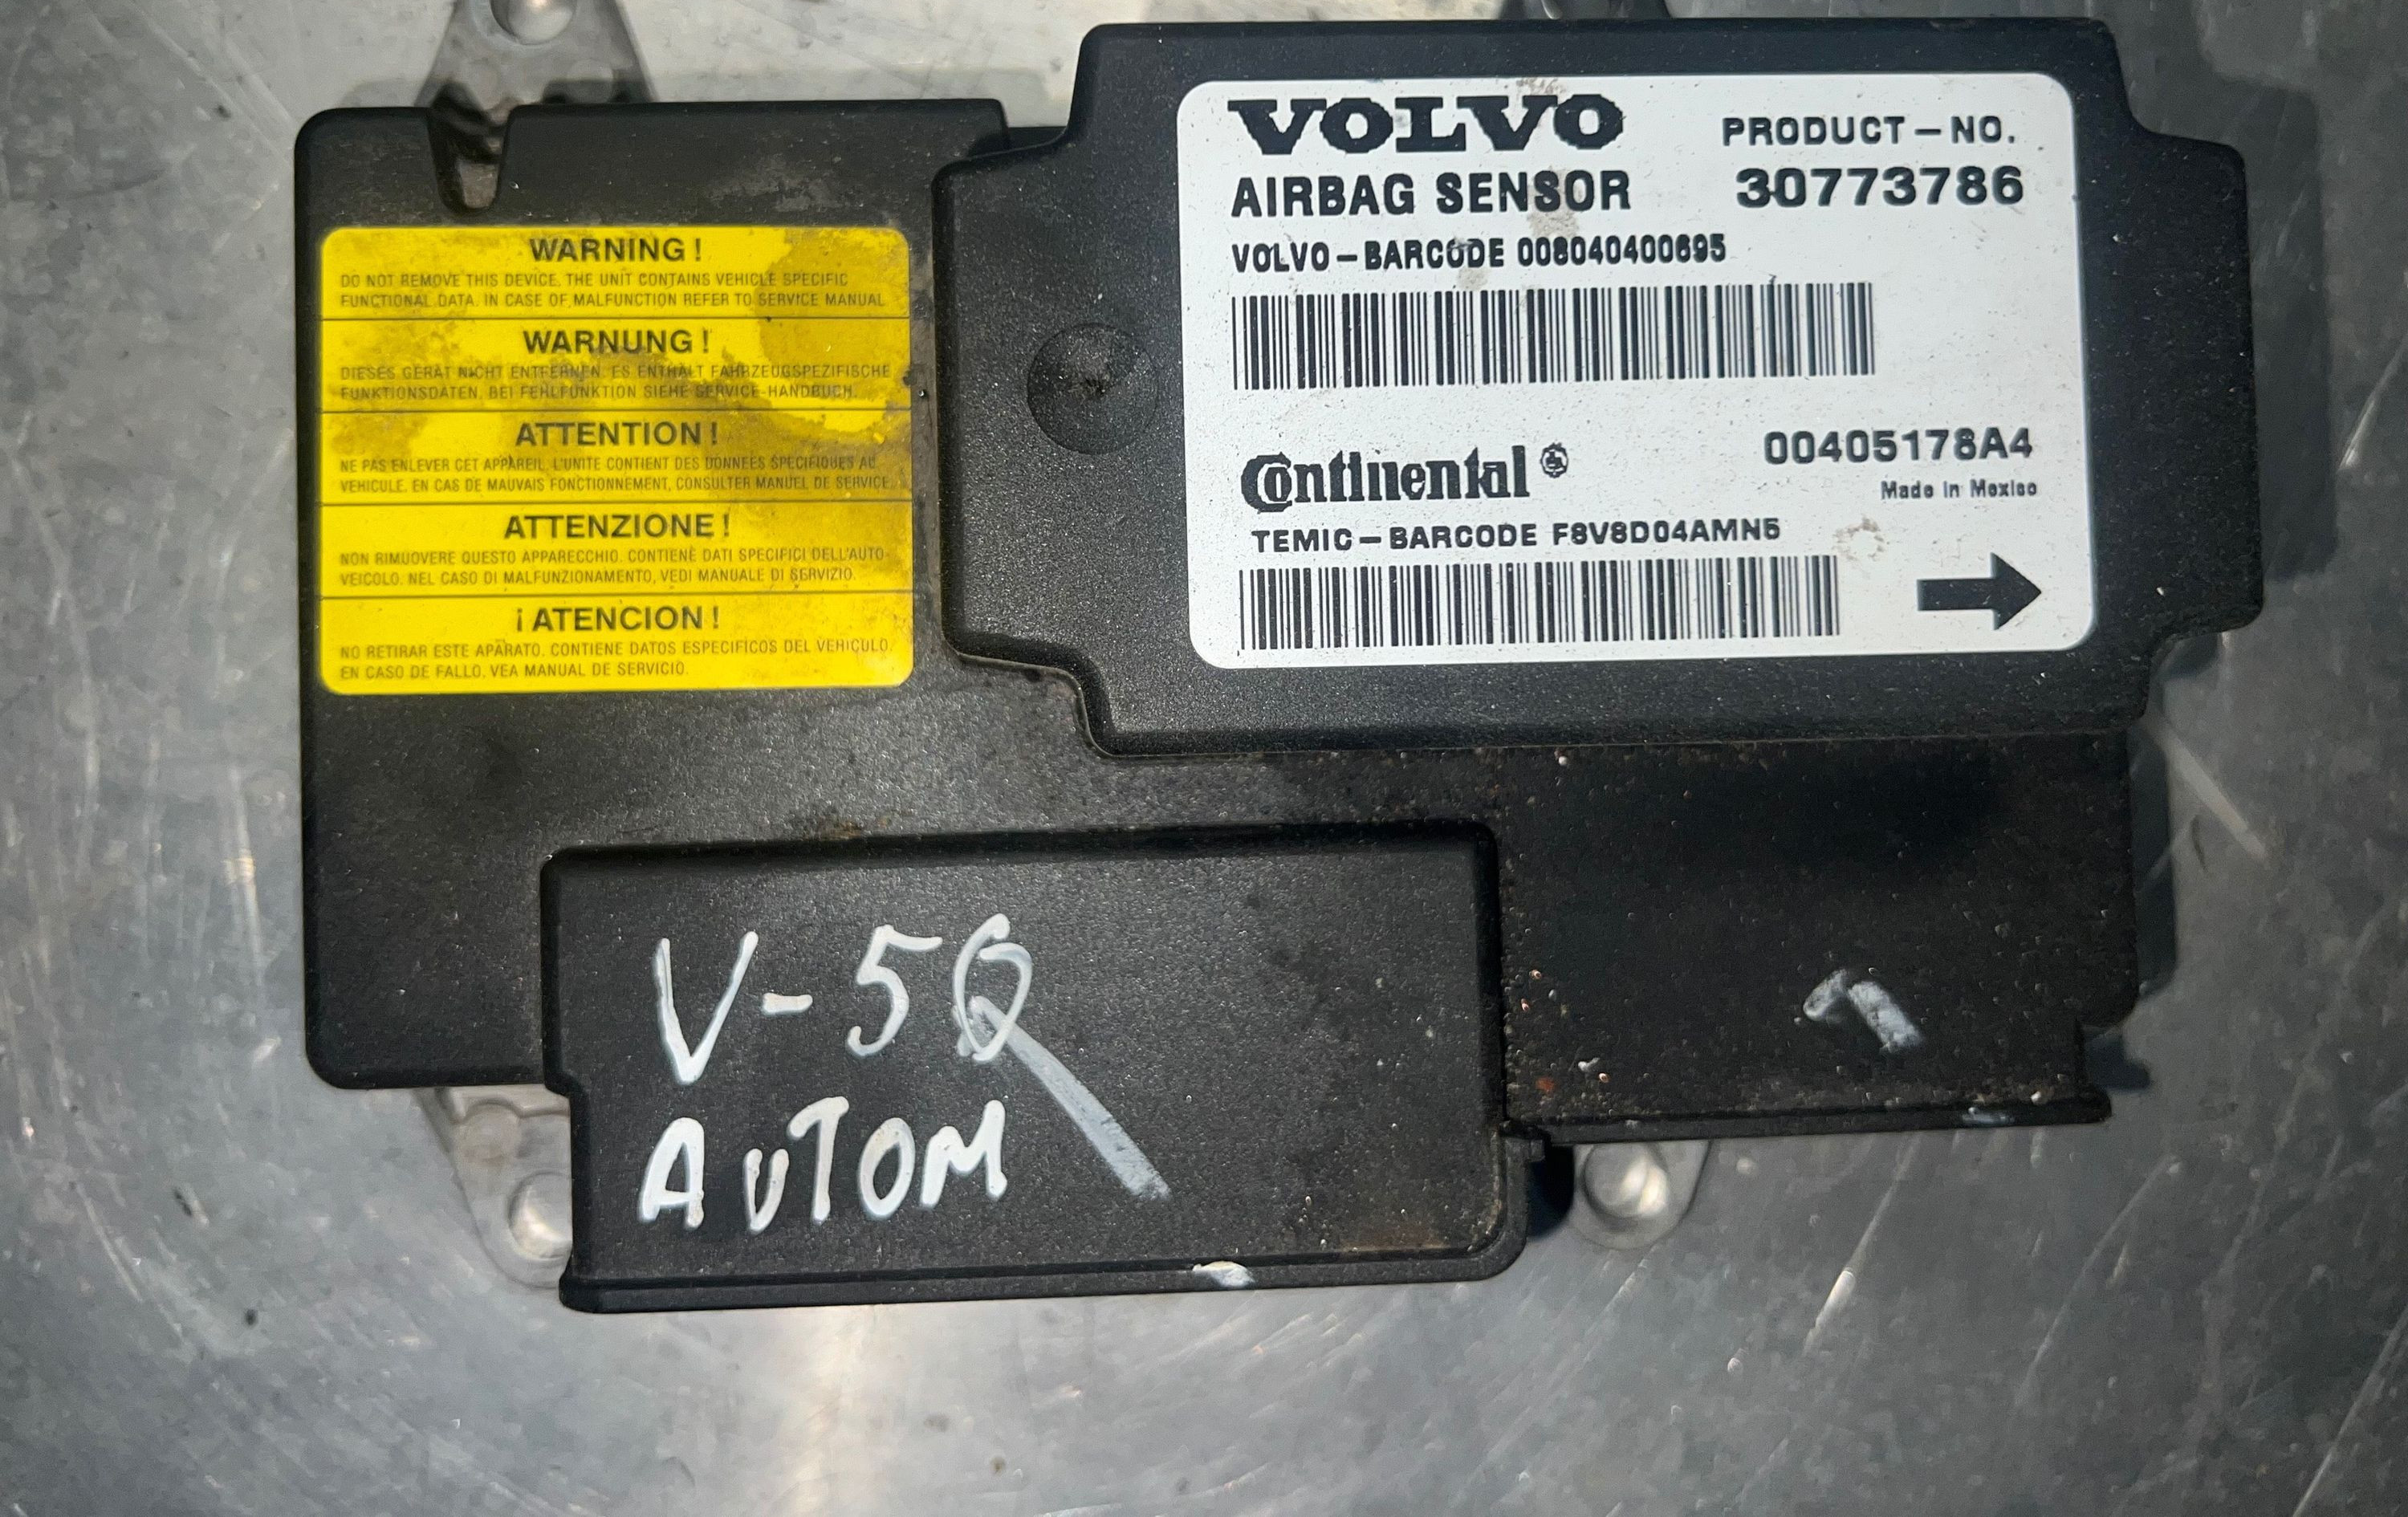 WARNING!
DO NOT REMOVE THIS DEVICE, THE UNIT CONTAINS VEHICLE SPECIFIC
FUNCTIONAL DATA. IN CASE OF MALFUNCTION REFER TO SERVICE MANUAL
WARNUNG!
DIESES GERÄT NICHT ENTFERNEN. ES ENTHÄLT FAHRZEUGSPEZIFISCHE
FUNKTIONSDATEN. BEI FEHLFUNKTION SIEHE SERVICE-HANDBUCH.
ATTENTION!
NE PAS ENLEVER CET APPAREIL. L'UNITE CONTIENT DES DONNEES SPECIFIQUES AU
VEHICULE. EN CAS DE MAUVAIS FONCTIONNEMENT, CONSULTER MANUEL DE SERVICE.
ATTENZIONE!
NON RIMUOVERE QUESTO APPARECCHIO. CONTIENE DATI SPECIFICI DELL'AUTO-
VEICOLO. NEL CASO DI MALFUNZIONAMENTO, VEDI MANUALE DI SERVIZIO.
¡ATENCION!
NO RETIRAR ESTE APARATO. CONTIENE DATOS ESPECIFICOS DEL VEHICULO.
EN CASO DE FALLO, VEA MANUAL DE SERVICIO.
VOLVO
AIRBAG SENSOR
PRODUCT-NO.
30773786
VOLVO-BARCODE 008040400695
Continental ®
00405178A4
Made in Mexico
TEMIC-BARCODE F8V8D04AMN5
V-50
AUTOM